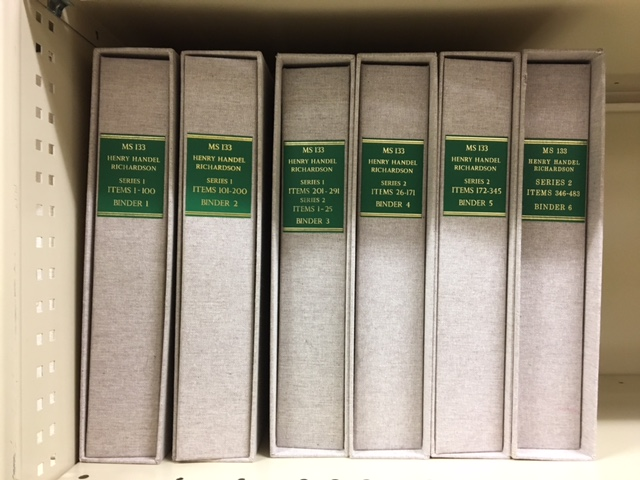 MS 133
HENRY HANDEL
RICHARDSON
SERIES 1
ITEMS 1-100
BINDER 1
MS 133
HENRY HANDEL
RICHARDSON
SERIES 1
ITEMS 101-200
BINDER 2
MS 133
HENRY HANDEL
RICHARDSON
SERIES 1
ITEMS 201-291
SERIES 2
ITEMS 1-25
BINDER 3
MS 133
HENRY HANDEL
RICHARDSON
SERIES 2
ITEMS 26-171
BINDER 4
MS 133
HENRY HANDEL
RICHARDSON
SERIES 2
ITEMS 172-345
BINDER 5
MS 133
HENRY HANDEL
RICHARDSON
SERIES 2
ITEMS 346-483
BINDER 6